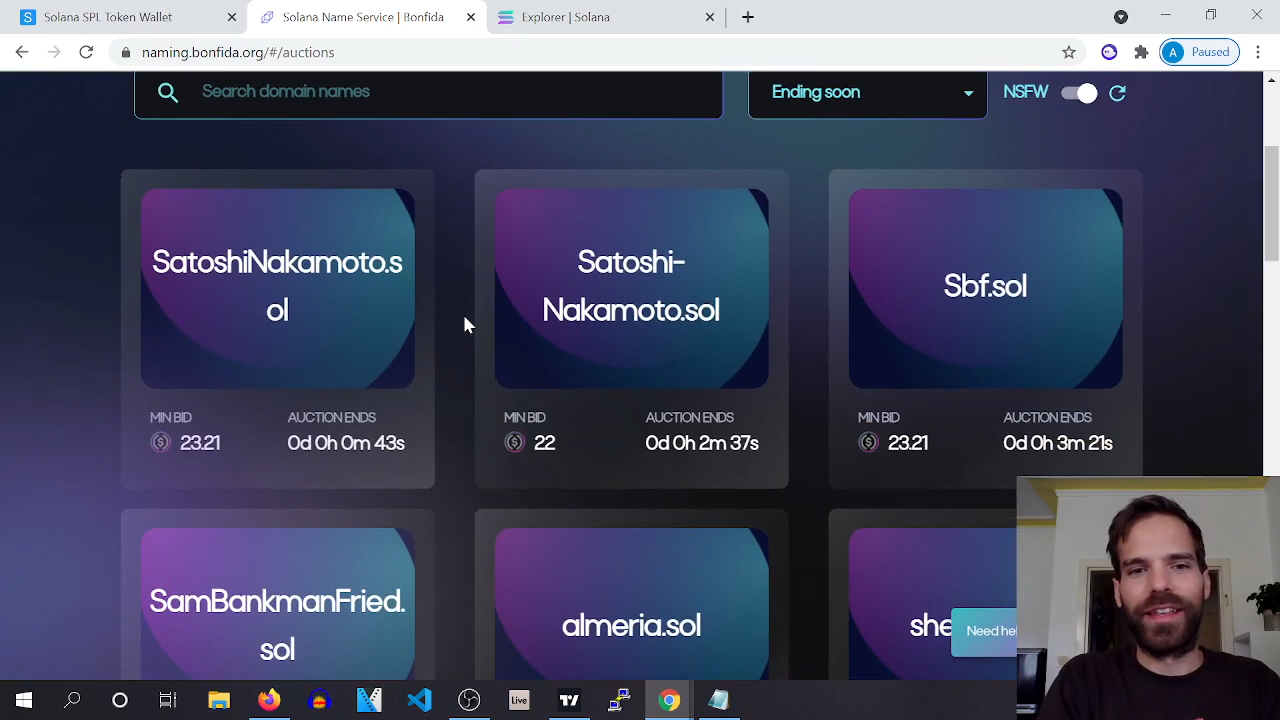 Solana SPL Token Wallet
Solana Name Service | Bonfida
Explorer | Solana
naming.bonfida.org/#/auctions
A Paused
Search domain names
Ending soon
NSFW
SatoshiNakamoto.s
ol
Satoshi-
Nakamoto.sol
Sbf.sol
MIN BID
AUCTION ENDS
23.21
0d 0h 0m 43s
MIN BID
AUCTION ENDS
22
0d 0h 2m 37s
MIN BID
AUCTION ENDS
23.21
0d 0h 3m 21s
SamBankmanFried.
sol
almeria.sol
she
Need hel
Live